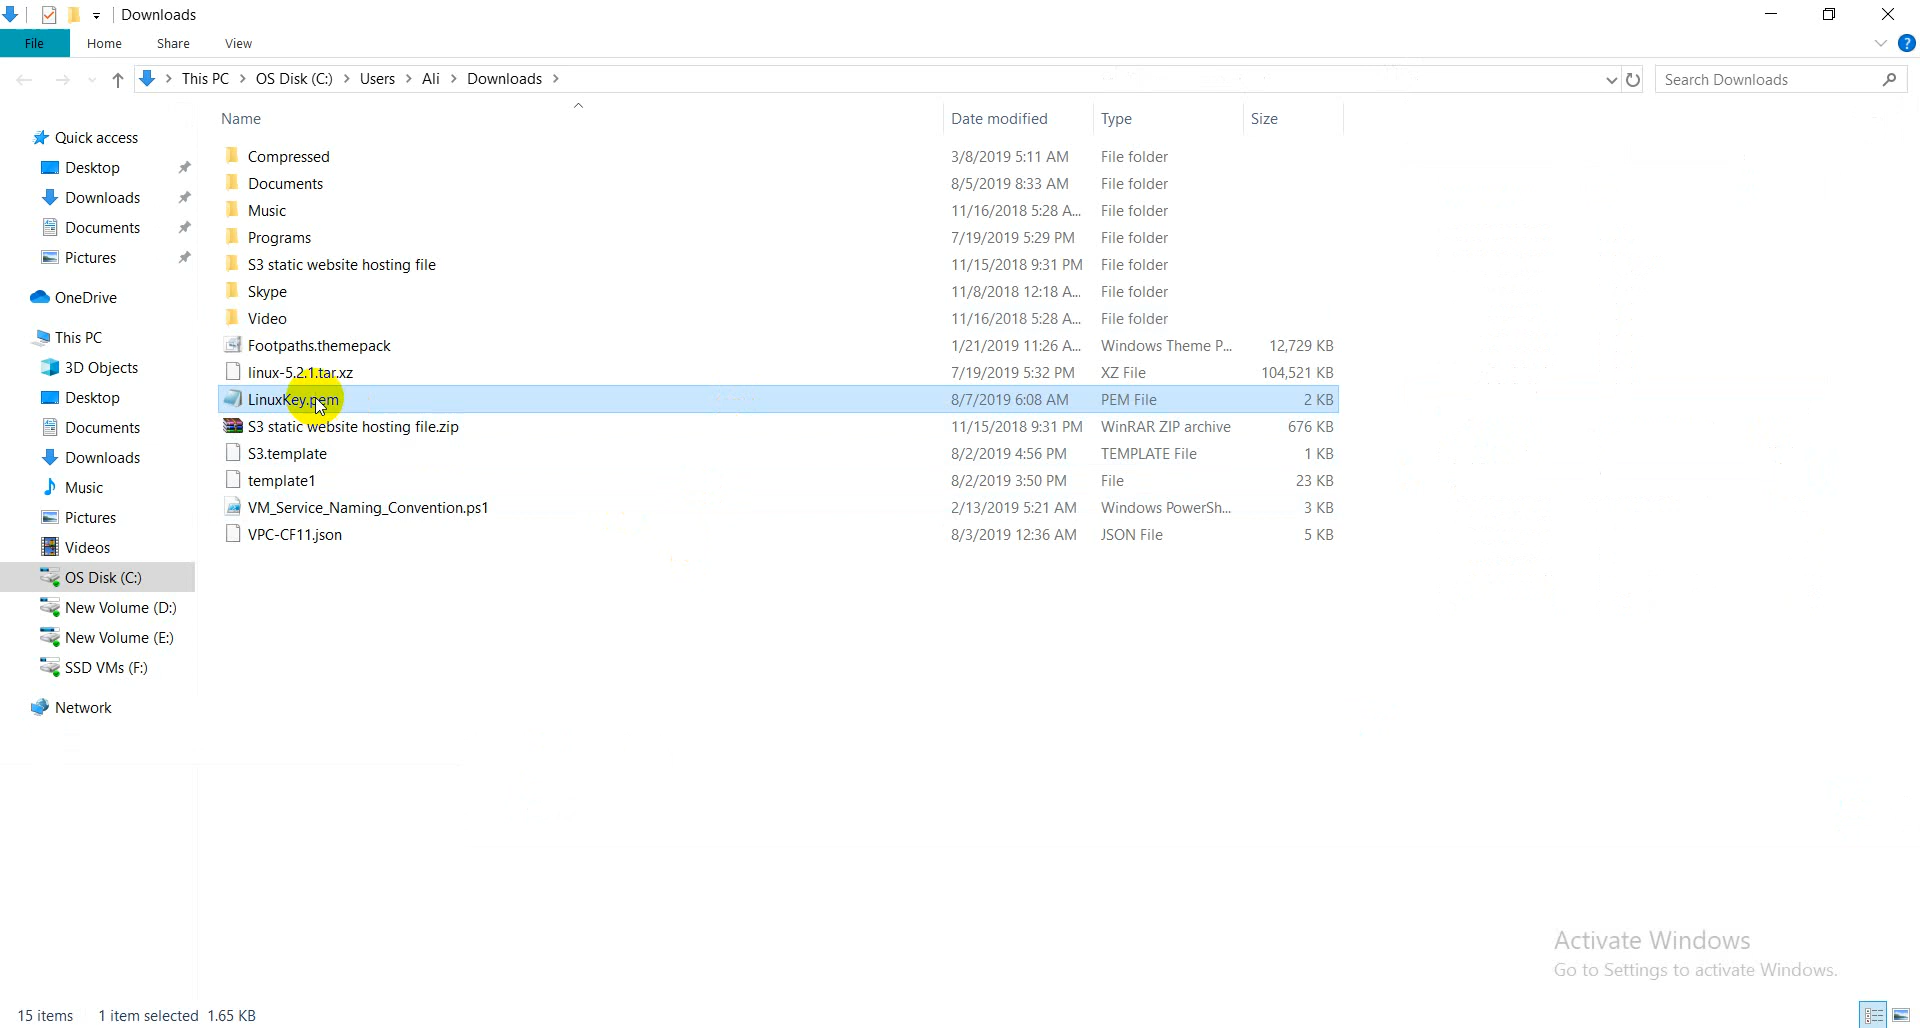 Downloads
File Home Share View
This PC OS Disk (C:) Users Ali Downloads Search Downloads
Name Date modified Type Size
Quick access
Desktop
Downloads
Documents
Pictures
OneDrive
This PC
3D Objects
Desktop
Documents
Downloads
Music
Pictures
Videos
OS Disk (C:)
New Volume (D:)
New Volume (E:)
SSD VMs (F:)
Network
Compressed 3/8/2019 5:11 AM File folder
Documents 8/5/2019 8:33 AM File folder
Music 11/16/2018 5:28 A... File folder
Programs 7/19/2019 5:29 PM File folder
S3 static website hosting file 11/15/2018 9:31 PM File folder
Skype 11/8/2018 12:18 A... File folder
Video 11/16/2018 5:28 A... File folder
Footpaths.themepack 1/21/2019 11:26 A... Windows Theme P... 12,729 KB
linux-5.2.1.tar.xz 7/19/2019 5:32 PM XZ File 104,521 KB
LinuxKey.pem 8/7/2019 6:08 AM PEM File 2 KB
S3 static website hosting file.zip 11/15/2018 9:31 PM WinRAR ZIP archive 676 KB
S3.template 8/2/2019 4:56 PM TEMPLATE File 1 KB
template1 8/2/2019 3:50 PM File 23 KB
VM_Service_Naming_Convention.ps1 2/13/2019 5:21 AM Windows PowerSh... 3 KB
VPC-CF11.json 8/3/2019 12:36 AM JSON File 5 KB
Activate Windows
Go to Settings to activate Windows.
15 items 1 item selected 1.65 KB